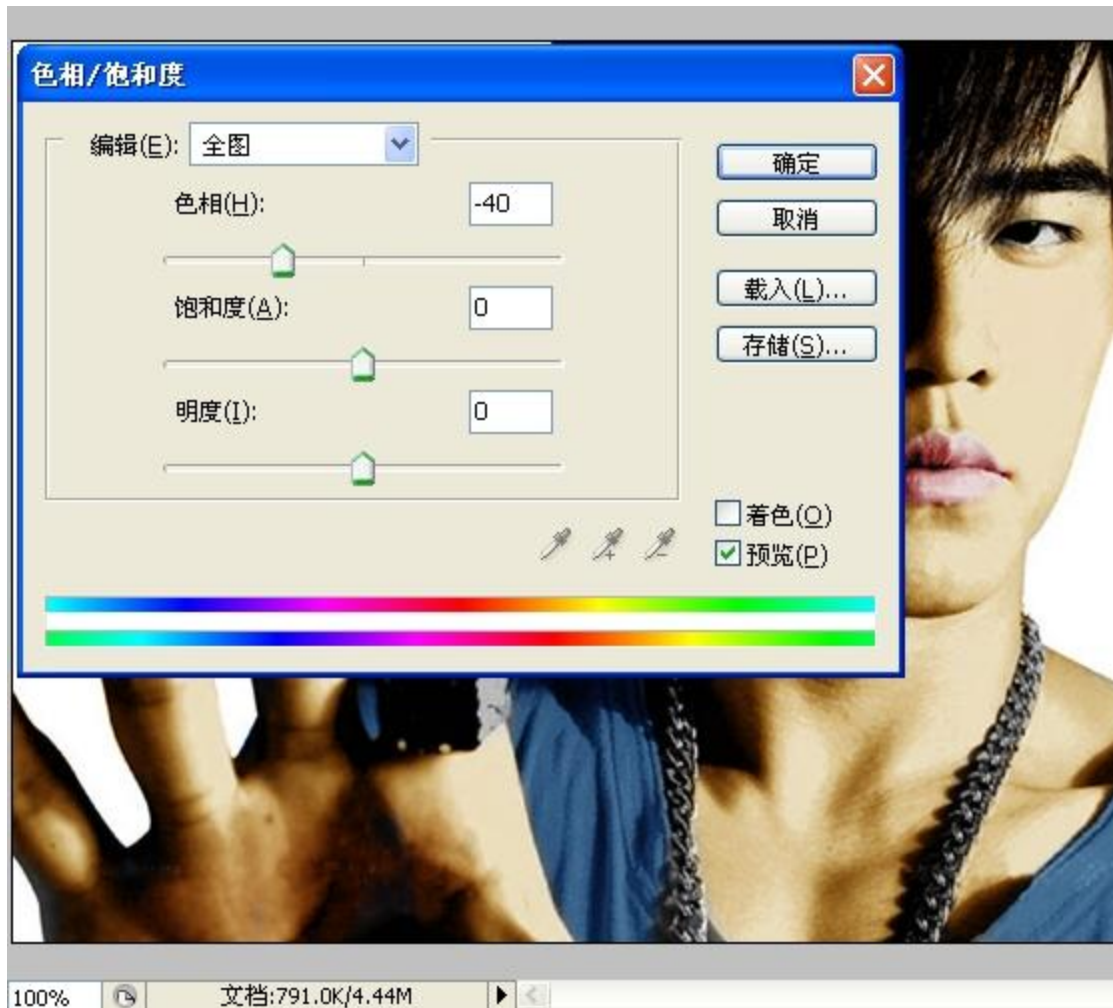 色相/饱和度
编辑(E): 全图
色相(H): -40
饱和度(A): 0
明度(I): 0
确定
取消
载入(L)...
存储(S)...
着色(O)
预览(P)
100% 文档:791.0K/4.44M